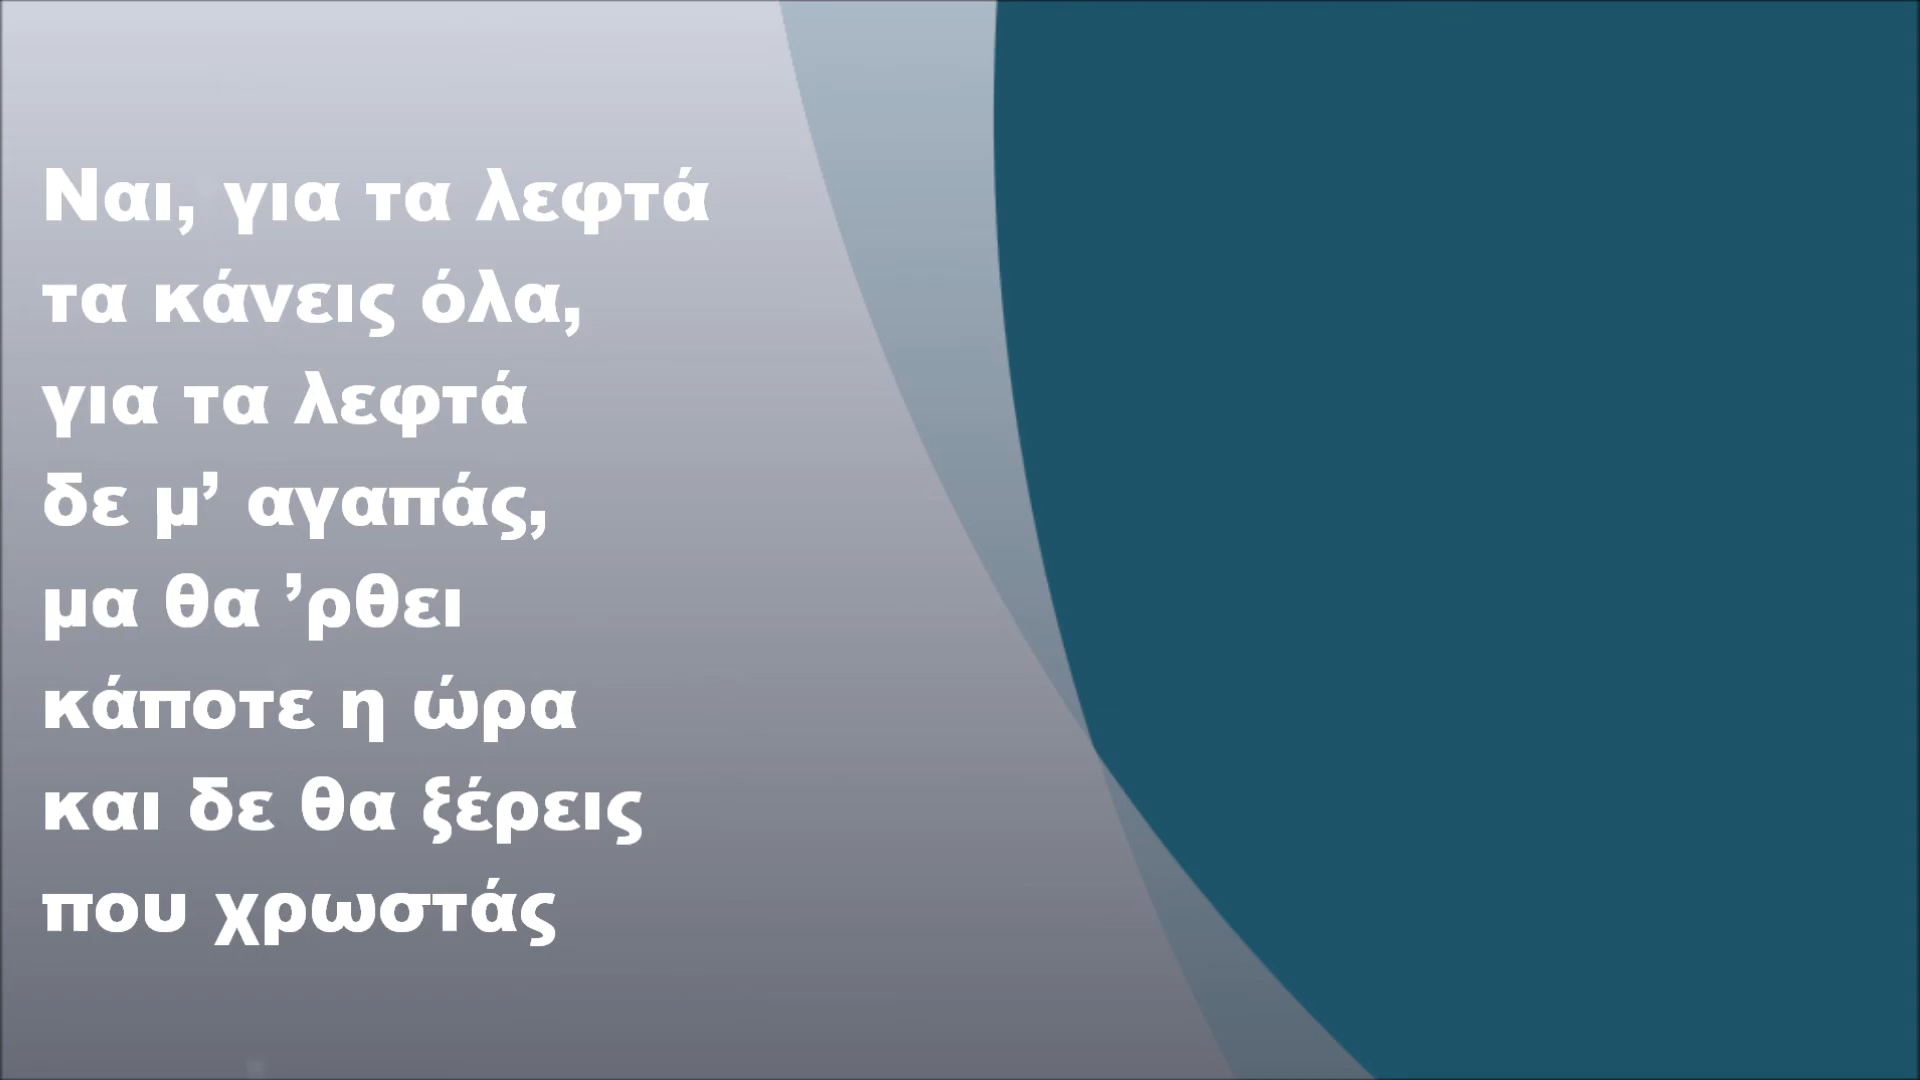 Ναι, για τα λεφτά
τα κάνεις όλα,
για τα λεφτά
δε μ’ αγαπάς,
μα θα ’ρθει
κάποτε η ώρα
και δε θα ξέρεις
που χρωστάς